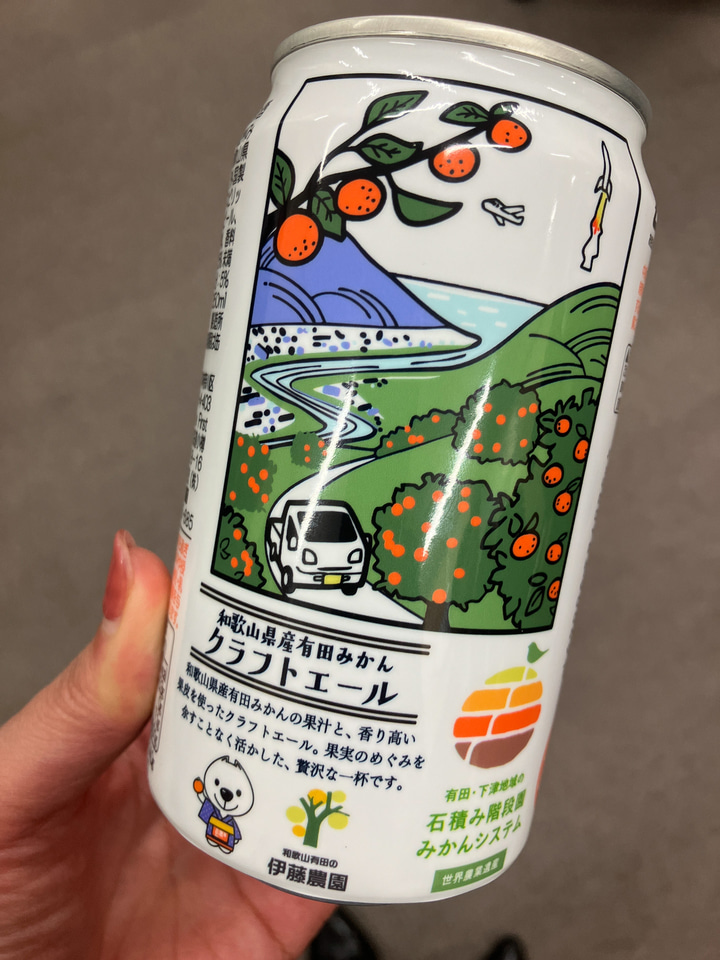 和歌山県産有田みかん
クラフトエール
和歌山県産有田みかんの果汁と、香り高い
果皮を使ったクラフトエール。果実のめぐみを
余すことなく活かした、贅沢な一杯です。
和歌山有田の
伊藤農園
有田・下津地域の
石積み階段園
みかんシステム
世界農業遺産
5%